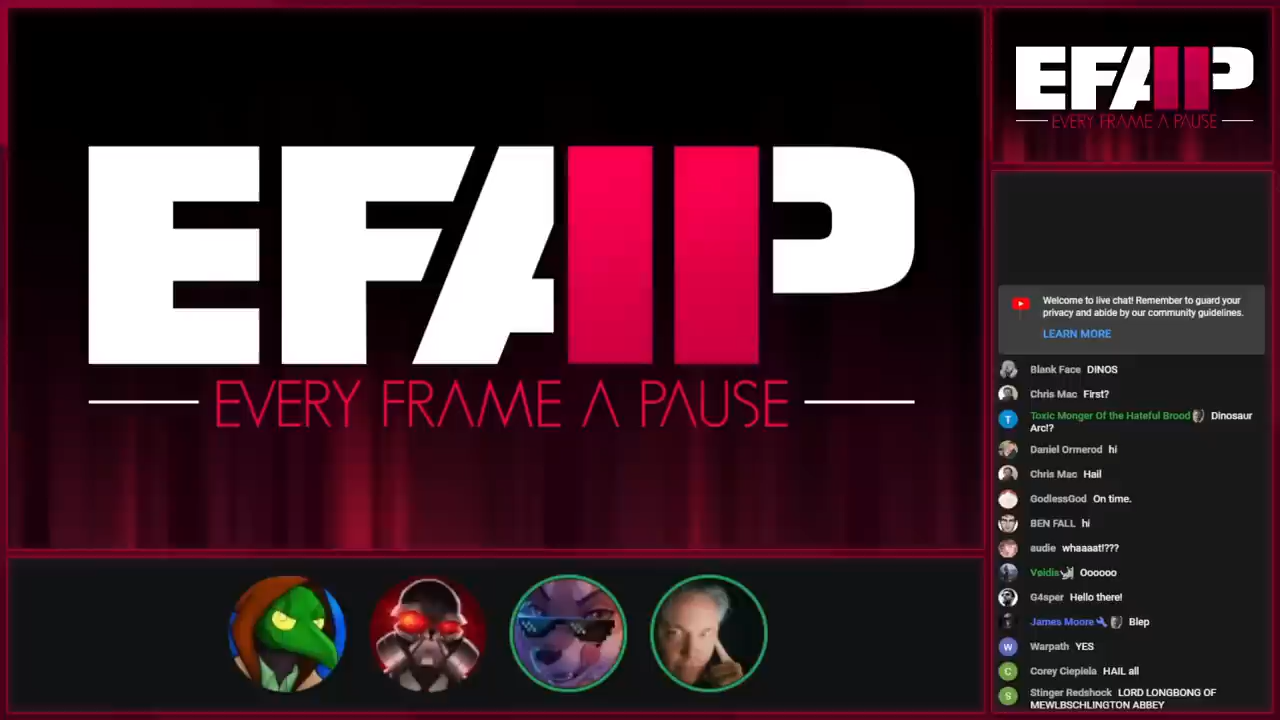 EFAP
EVERY FRAME A PAUSE
EFAP
EVERY FRAME A PAUSE
Welcome to live chat! Remember to guard your
privacy and abide by our community guidelines.
LEARN MORE
Blank Face DINOS
Chris Mac First?
Toxic Monger Of the Hateful Brood Dinosaur
Arc!?
Daniel Ormerod hi
Chris Mac Hail
GodlessGod On time.
BEN FALL hi
audie whaaaat!???
Voidis Oooooo
G4sper Hello there!
James Moore Blep
W Warpath YES
C Corey Ciepiela HAIL all
S Stinger Redshock LORD LONGBONG OF
MEWLBSCHLINGTON ABBEY